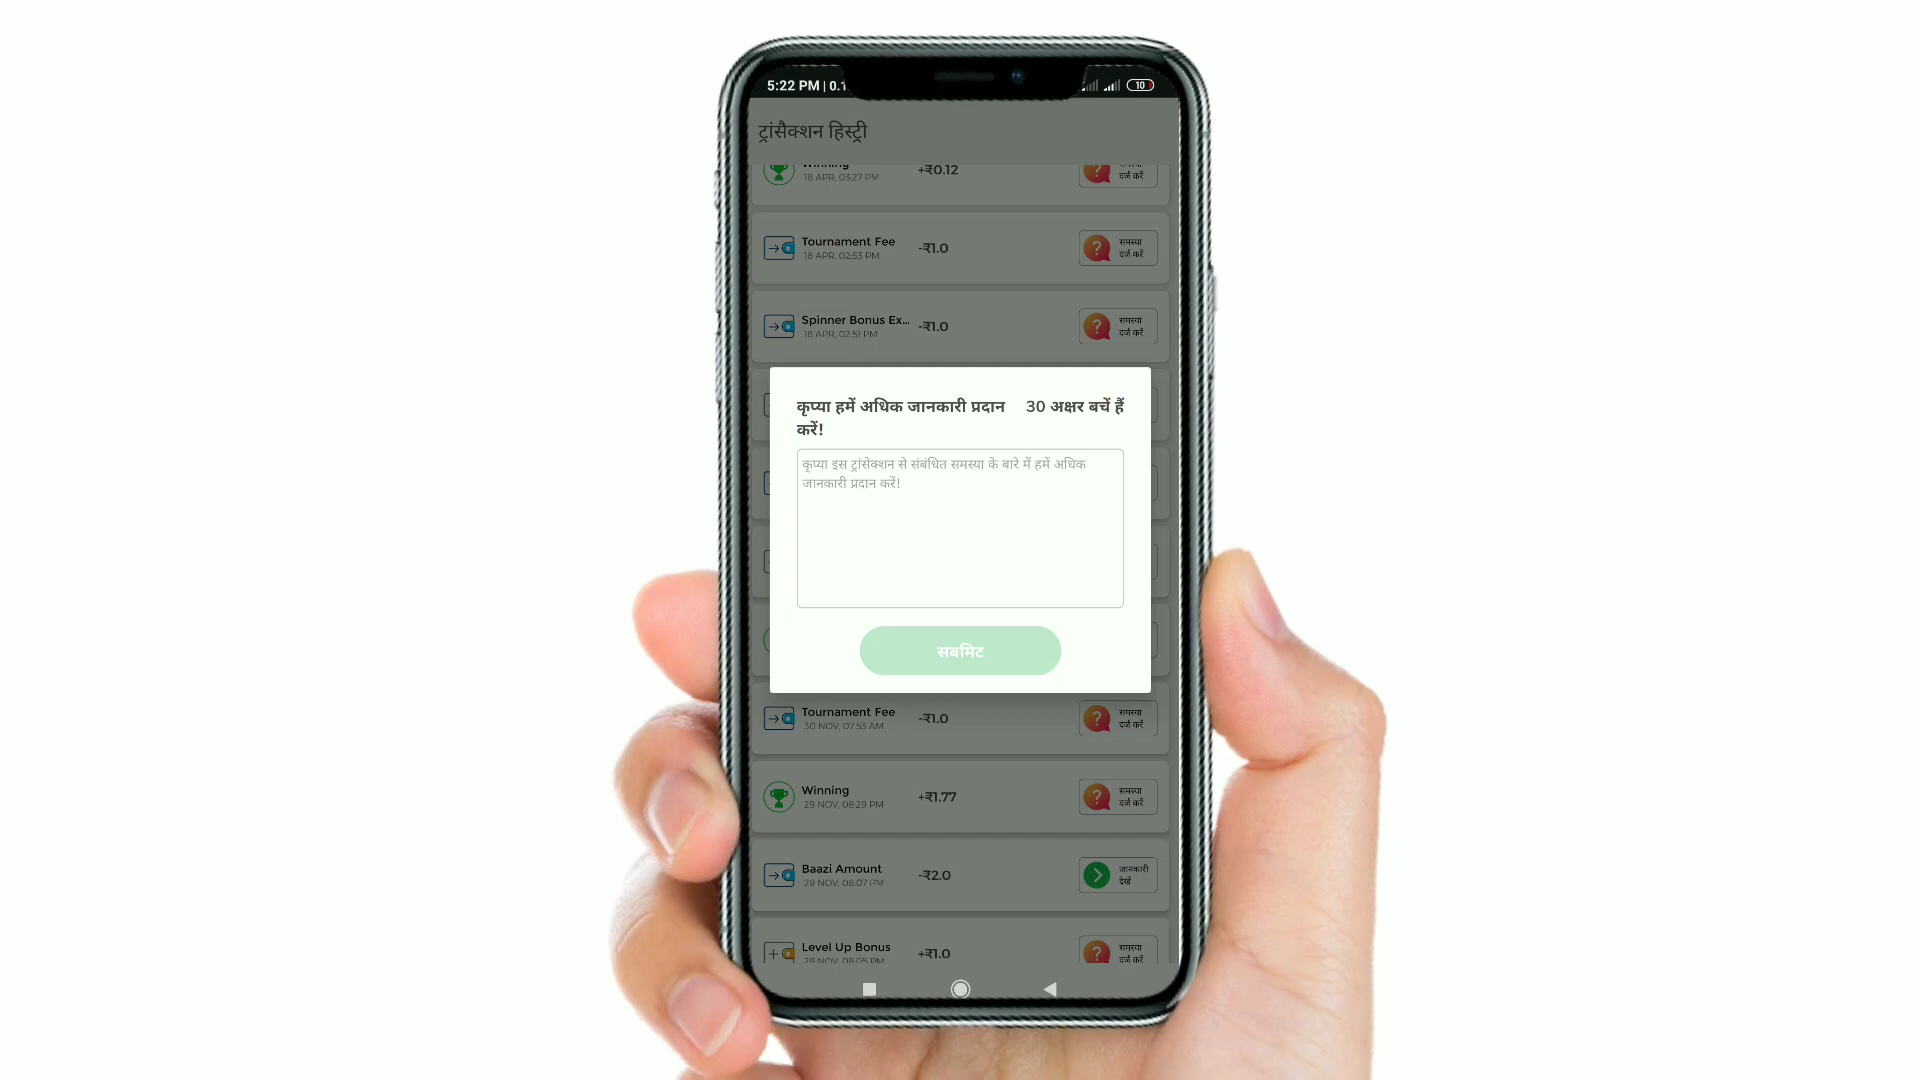 5:22 PM | 0.1
10
ट्रांसैक्शन हिस्ट्री
Winning
18 APR, 03:27 PM
+₹0.12
समस्या
दर्ज करें
Tournament Fee
18 APR, 02:53 PM
-₹1.0
समस्या
दर्ज करें
Spinner Bonus Ex...
18 APR, 02:51 PM
-₹1.0
समस्या
दर्ज करें
कृप्या हमें अधिक जानकारी प्रदान
करें!
30 अक्षर बचें हैं
कृप्या इस ट्रांसेक्शन से संबंधित समस्या के बारे में हमें अधिक
जानकारी प्रदान करें!
सबमिट
Tournament Fee
30 NOV, 07:53 AM
-₹1.0
समस्या
दर्ज करें
Winning
29 NOV, 08:29 PM
+₹1.77
समस्या
दर्ज करें
Baazi Amount
29 NOV, 08:07 PM
-₹2.0
जानकारी
देखें
Level Up Bonus
29 NOV, 08:05 PM
+₹1.0
समस्या
दर्ज करें